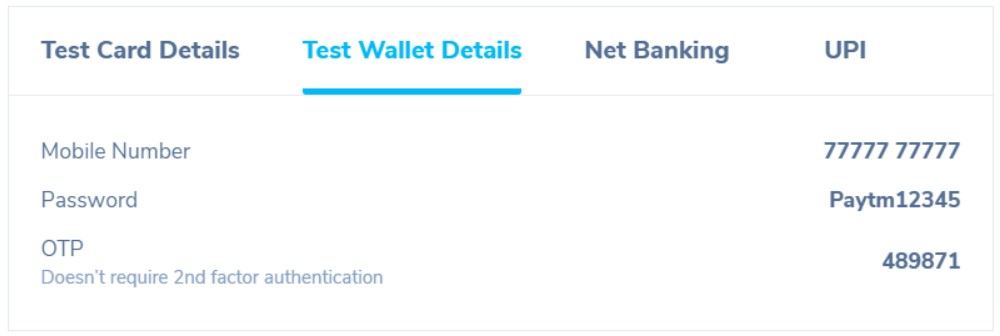 Test Card Details Test Wallet Details Net Banking UPI
Mobile Number 77777 77777
Password Paytm12345
OTP 489871
Doesn't require 2nd factor authentication